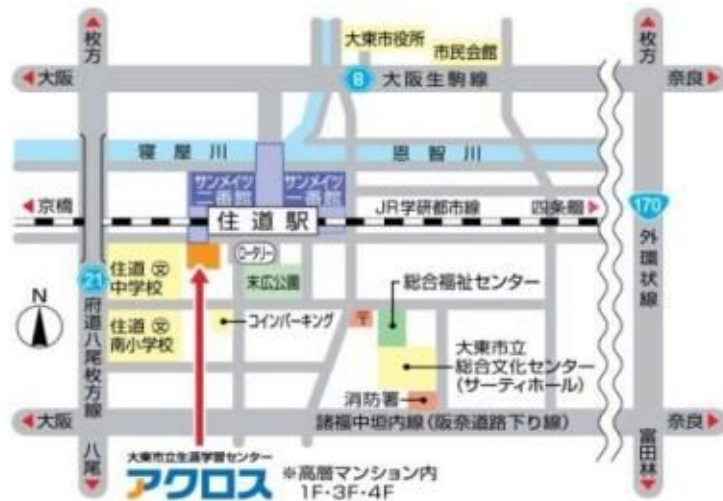 枚方
枚方
大東市役所
市民会館
大阪
8
大阪生駒線
奈良
寝屋川
恩智川
サンメイツ
二番館
サンメイツ
一番館
京橋
住道駅
JR学研都市線
四条畷
170
外環状線
住道
中学校
文
ロータリー
末広公園
21
府道八尾枚方線
N
住道
南小学校
文
コインパーキング
〒
総合福祉センター
大東市立
総合文化センター
(サーティホール)
消防署
大阪
諸福中垣内線(阪奈道路下り線)
奈良
八尾
富田林
大東市立生涯学習センター
アクロス
※高層マンション内
1F・3F・4F